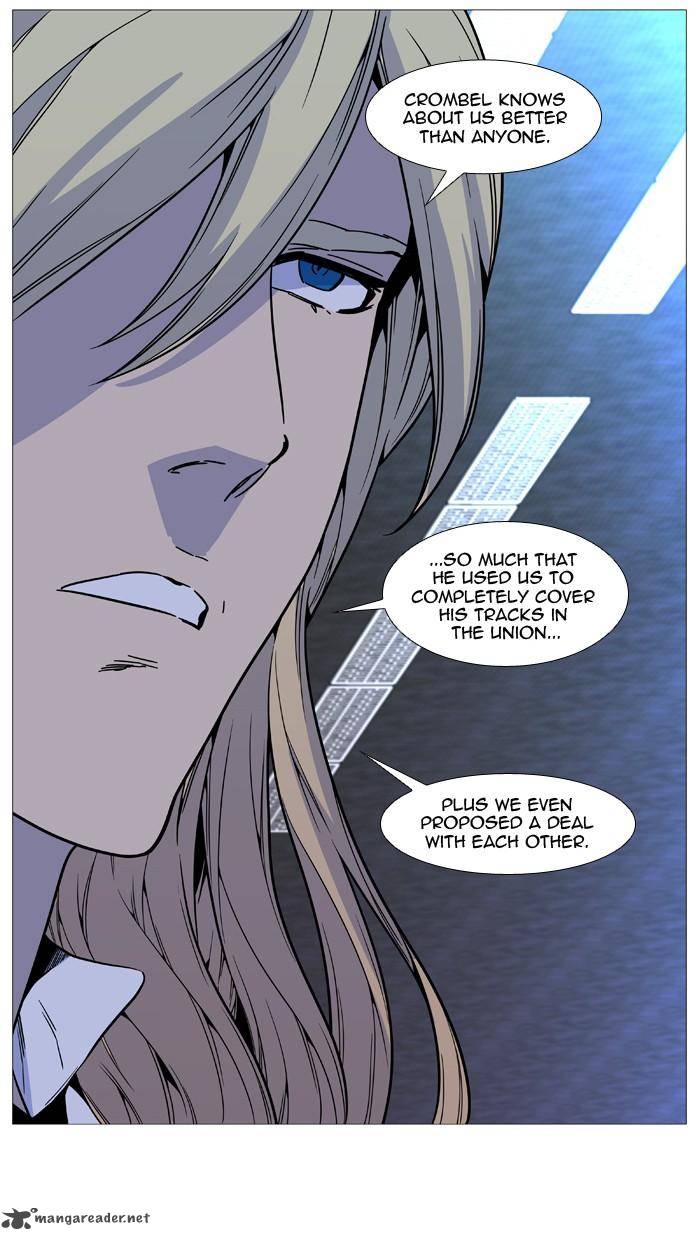 CROMBEL KNOWS
ABOUT US BETTER
THAN ANYONE.
...SO MUCH THAT
HE USED US TO
COMPLETELY COVER
HIS TRACKS IN
THE UNION...
PLUS WE EVEN
PROPOSED A DEAL
WITH EACH OTHER.
mangareader.net